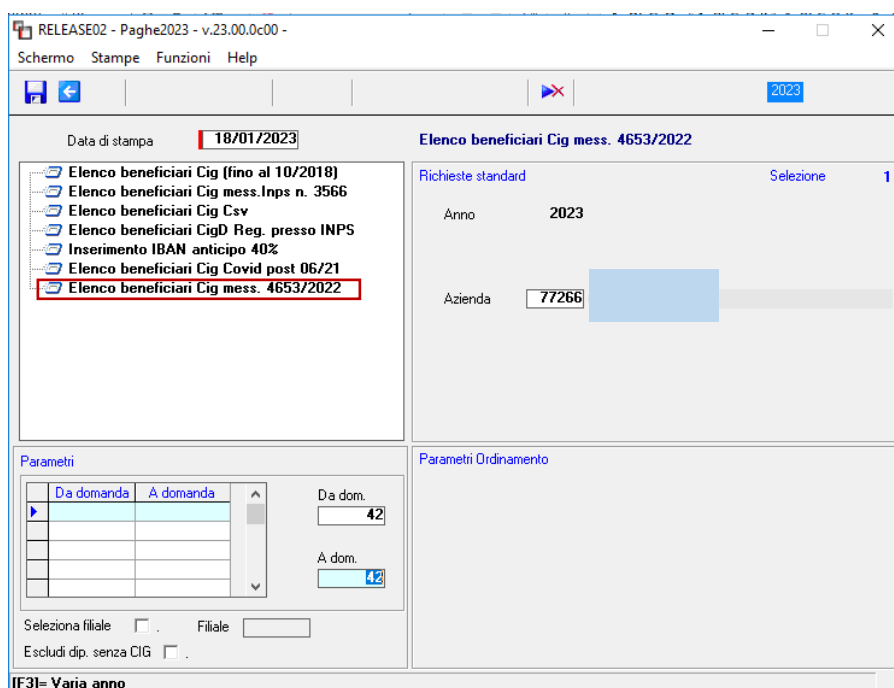 RELEASE02 - Paghe2023 - v.23.00.0c00 -
Schermo Stampe Funzioni Help
2023
Data di stampa 18/01/2023
Elenco beneficiari Cig mess. 4653/2022
Elenco beneficiari Cig (fino al 10/2018)
Elenco beneficiari Cig mess.Inps n. 3566
Elenco beneficiari Cig Csv
Elenco beneficiari CigD Reg. presso INPS
Inserimento IBAN anticipo 40%
Elenco beneficiari Cig Covid post 06/21
Elenco beneficiari Cig mess. 4653/2022
Richieste standard Selezione 1
Anno 2023
Azienda 77266
Parametri
Da domanda A domanda
Da dom.
42
A dom.
42
Seleziona filiale . Filiale
Escludi dip. senza CIG .
Parametri Ordinamento
[F3]= Varia anno